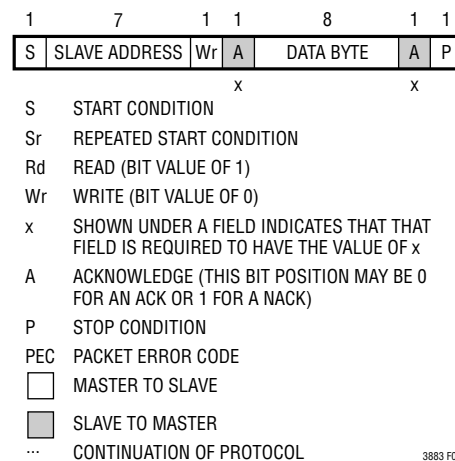 1 7 1 1 8 1 1
S SLAVE ADDRESS Wr A DATA BYTE A P
x x
S START CONDITION
Sr REPEATED START CONDITION
Rd READ (BIT VALUE OF 1)
Wr WRITE (BIT VALUE OF 0)
x SHOWN UNDER A FIELD INDICATES THAT THAT
FIELD IS REQUIRED TO HAVE THE VALUE OF x
A ACKNOWLEDGE (THIS BIT POSITION MAY BE 0
FOR AN ACK OR 1 FOR A NACK)
P STOP CONDITION
PEC PACKET ERROR CODE
MASTER TO SLAVE
SLAVE TO MASTER
... CONTINUATION OF PROTOCOL
3883 F0